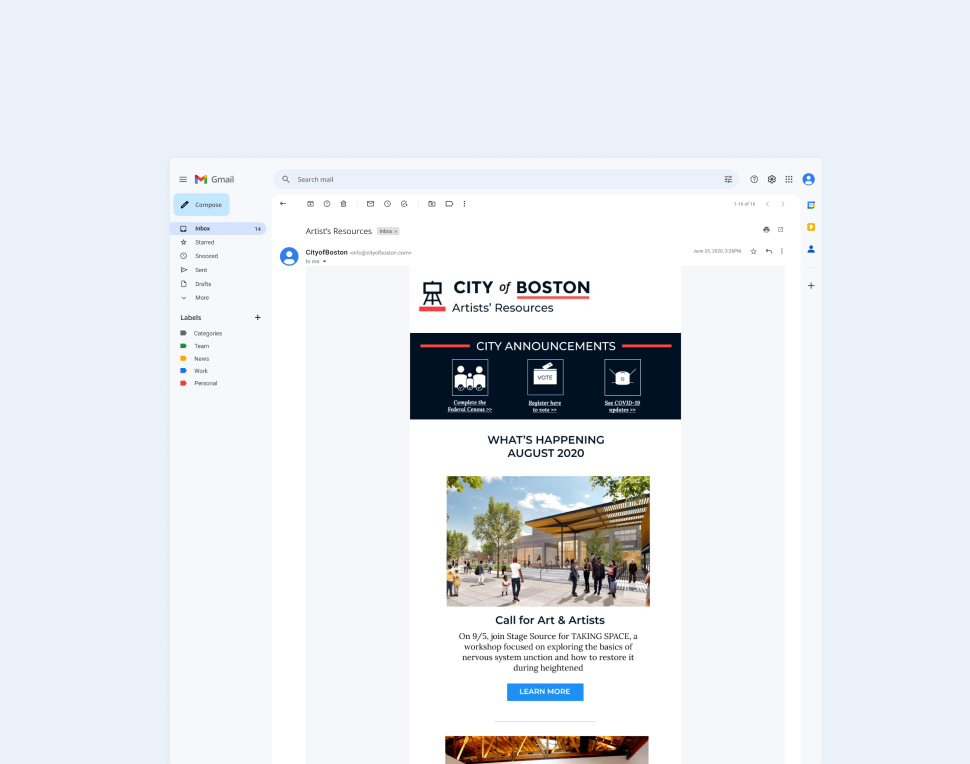 Gmail
Search mail
Compose
Inbox 14
Starred
Snoozed
Sent
Drafts
More
Labels
Categories
Team
News
Work
Personal
1-10 of 10
Artist's Resources Inbox ×
CityofBoston <info@cityofboston.com>
to me
June 25, 2020, 3:29PM
CITY of BOSTON
Artists' Resources
CITY ANNOUNCEMENTS
VOTE
Complete the
Federal Census >>
Register here
to vote >>
See COVID-19
updates >>
WHAT'S HAPPENING
AUGUST 2020
Call for Art & Artists
On 9/5, join Stage Source for TAKING SPACE, a
workshop focused on exploring the basics of
nervous system unction and how to restore it
during heightened
LEARN MORE